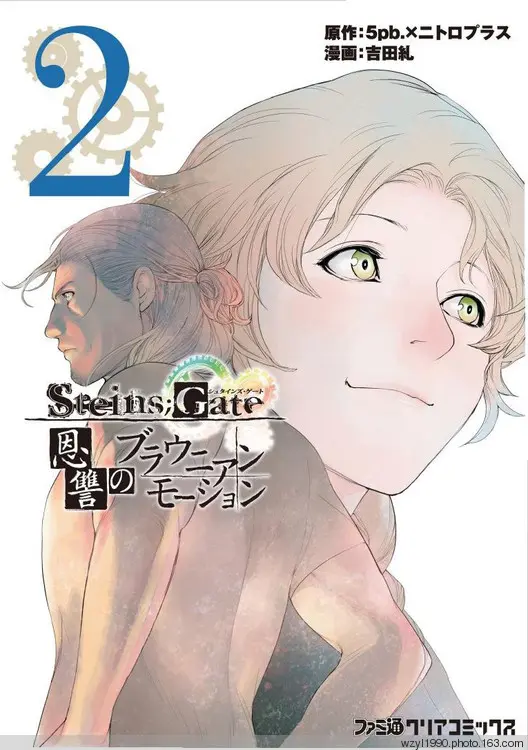 2
原作:5pb.×ニトロプラス
漫画:吉田糺
シュタインズ・ゲート
Steins;Gate
恩讐の
ブラウニアン
モーション
ファミ通クリアコミックス
wzyl1990.photo.163.com